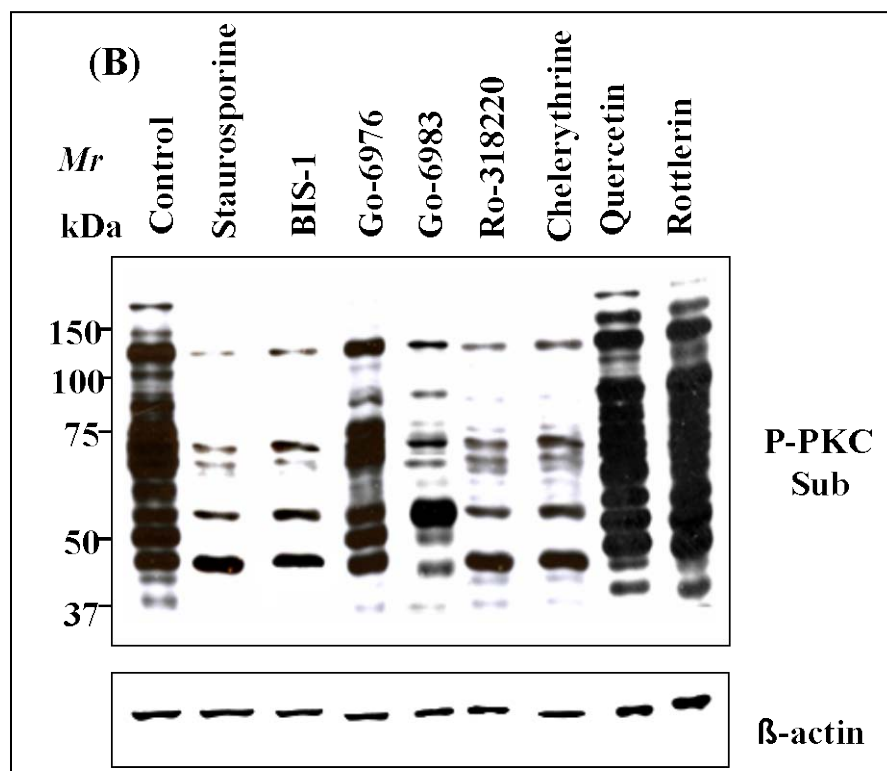 (B)
Mr
kDa
Control
Staurosporine
BIS-1
Go-6976
Go-6983
Ro-318220
Chelerythrine
Quercetin
Rottlerin
150
100
75
50
37
P-PKC
Sub
ß-actin